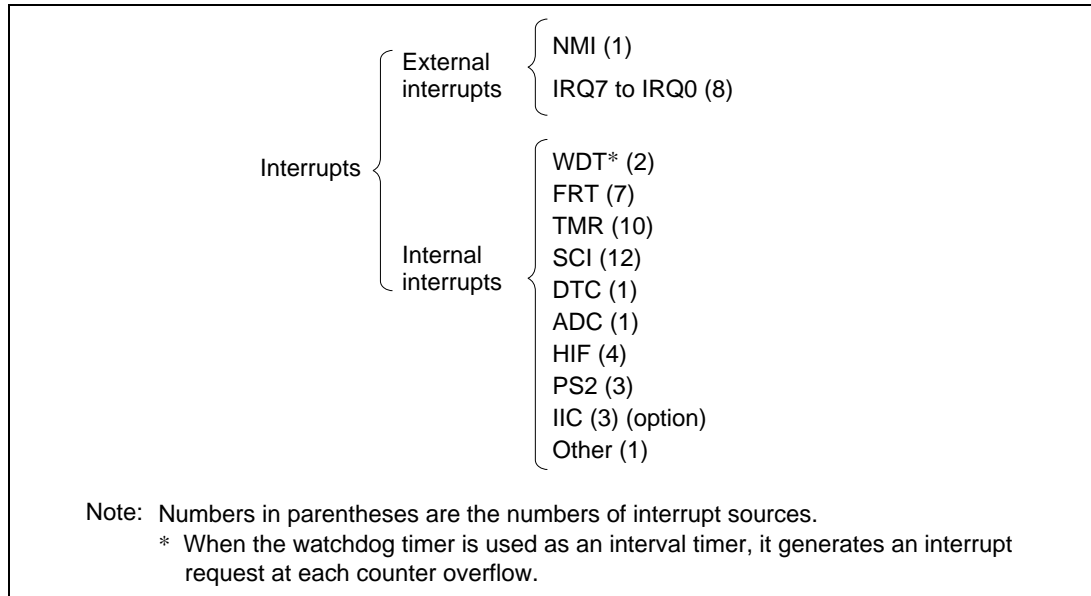 Interrupts
External
interrupts
NMI (1)
IRQ7 to IRQ0 (8)
Internal
interrupts
WDT* (2)
FRT (7)
TMR (10)
SCI (12)
DTC (1)
ADC (1)
HIF (4)
PS2 (3)
IIC (3) (option)
Other (1)
Note: Numbers in parentheses are the numbers of interrupt sources.
* When the watchdog timer is used as an interval timer, it generates an interrupt
request at each counter overflow.